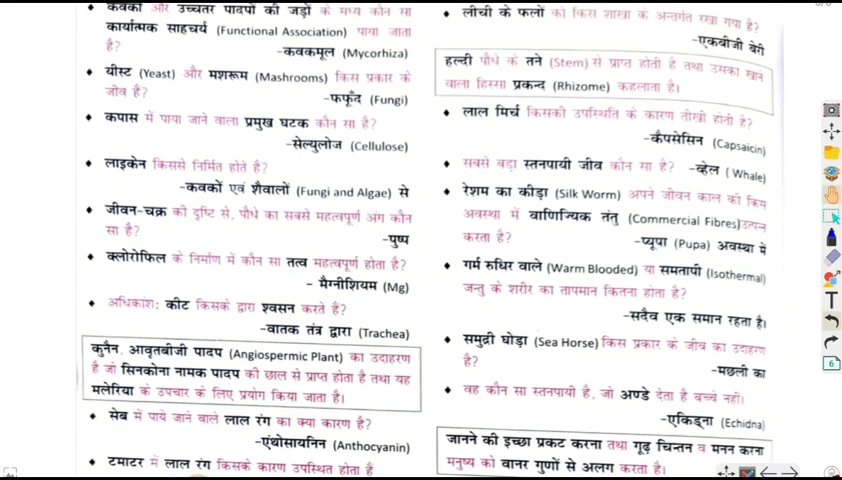 कवकों और उच्चतर पादपों की जड़ों के मध्य कौन सा
कार्यात्मक साहचर्य (Functional Association) पाया जाता
है?
-कवकमूल (Mycorhiza)
♦ यीस्ट (Yeast) और मशरूम (Mashrooms) किस प्रकार के
जीव है?
-फफूँद (Fungi)
♦ कपास में पाया जाने वाला प्रमुख घटक कौन सा है?
-सेल्युलोज (Cellulose)
♦ लाइकेन किससे निर्मित होते है?
-कवकों एवं शैवालों (Fungi and Algae) से
♦ जीवन-चक्र की दृष्टि से, पौधे का सबसे महत्वपूर्ण अंग कौन
सा है?
-पुष्प
♦ क्लोरोफिल के निर्माण में कौन सा तत्व महत्वपूर्ण होता है?
- मैग्नीशियम (Mg)
♦ अधिकांश: कीट किसके द्वारा श्वसन करते हैं?
-वातक तंत्र द्वारा (Trachea)
कुनैन, आवृतबीजी पादप (Angiospermic Plant) का उदाहरण
है जो सिनकोना नामक पादप की छाल से प्राप्त होता है तथा यह
मलेरिया के उपचार के लिए प्रयोग किया जाता है।
♦ सेब में पाये जाने वाले लाल रंग का क्या कारण है?
-एंथोसायनिन (Anthocyanin)
♦ टमाटर में लाल रंग किसके कारण उपस्थित होता है
♦ लीची के फलों को किस शाखा के अन्तर्गत रखा गया है?
-एकबीजी बेरी
हल्दी पौधे के तने (Stem) से प्राप्त होती है तथा उसका खाने
वाला हिस्सा प्रकन्द (Rhizome) कहलाता है।
♦ लाल मिर्च किसकी उपस्थिति के कारण तीखी होती है?
-कैपसेसिन (Capsaicin)
♦ सबसे बड़ा स्तनपायी जीव कौन सा है? -व्हेल ( Whale)
♦ रेशम का कीड़ा (Silk Worm) अपने जीवन काल की किस
अवस्था में वाणिज्यिक तंतु (Commercial Fibres) उत्पन्न
करता है?
-प्यूपा (Pupa) अवस्था में
♦ गर्म रुधिर वाले (Warm Blooded) या समतापी (Isothermal)
जन्तु के शरीर का तापमान कितना होता है?
-सदैव एक समान रहता है।
♦ समुद्री घोड़ा (Sea Horse) किस प्रकार के जीव का उदाहरण
है?
-मछली का
♦ वह कौन सा स्तनपायी है, जो अण्डे देता है बच्चे नहीं।
-एकिड्ना (Echidna)
जानने की इच्छा प्रकट करना तथा गूढ़ चिन्तन व मनन करना
मनुष्य को वानर गुणों से अलग करता है।
T
6